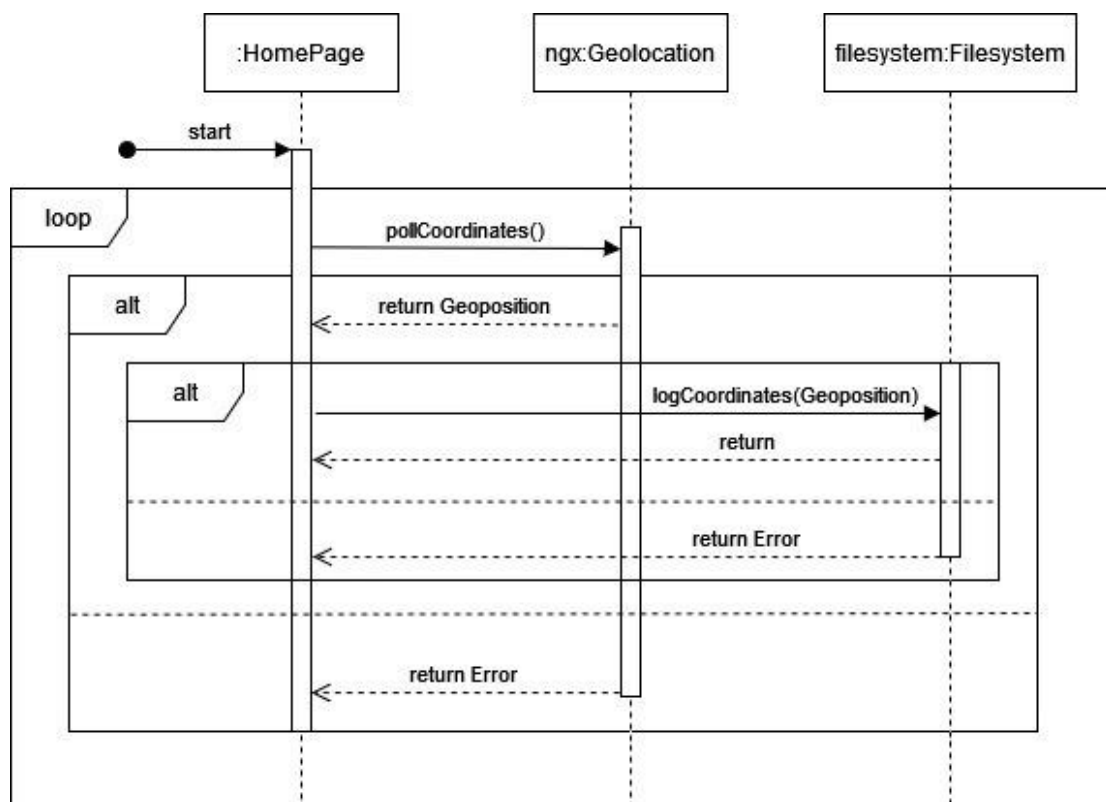 :HomePage
ngx:Geolocation
filesystem:Filesystem
start
loop
pollCoordinates()
alt
return Geoposition
alt
logCoordinates(Geoposition)
return
return Error
return Error